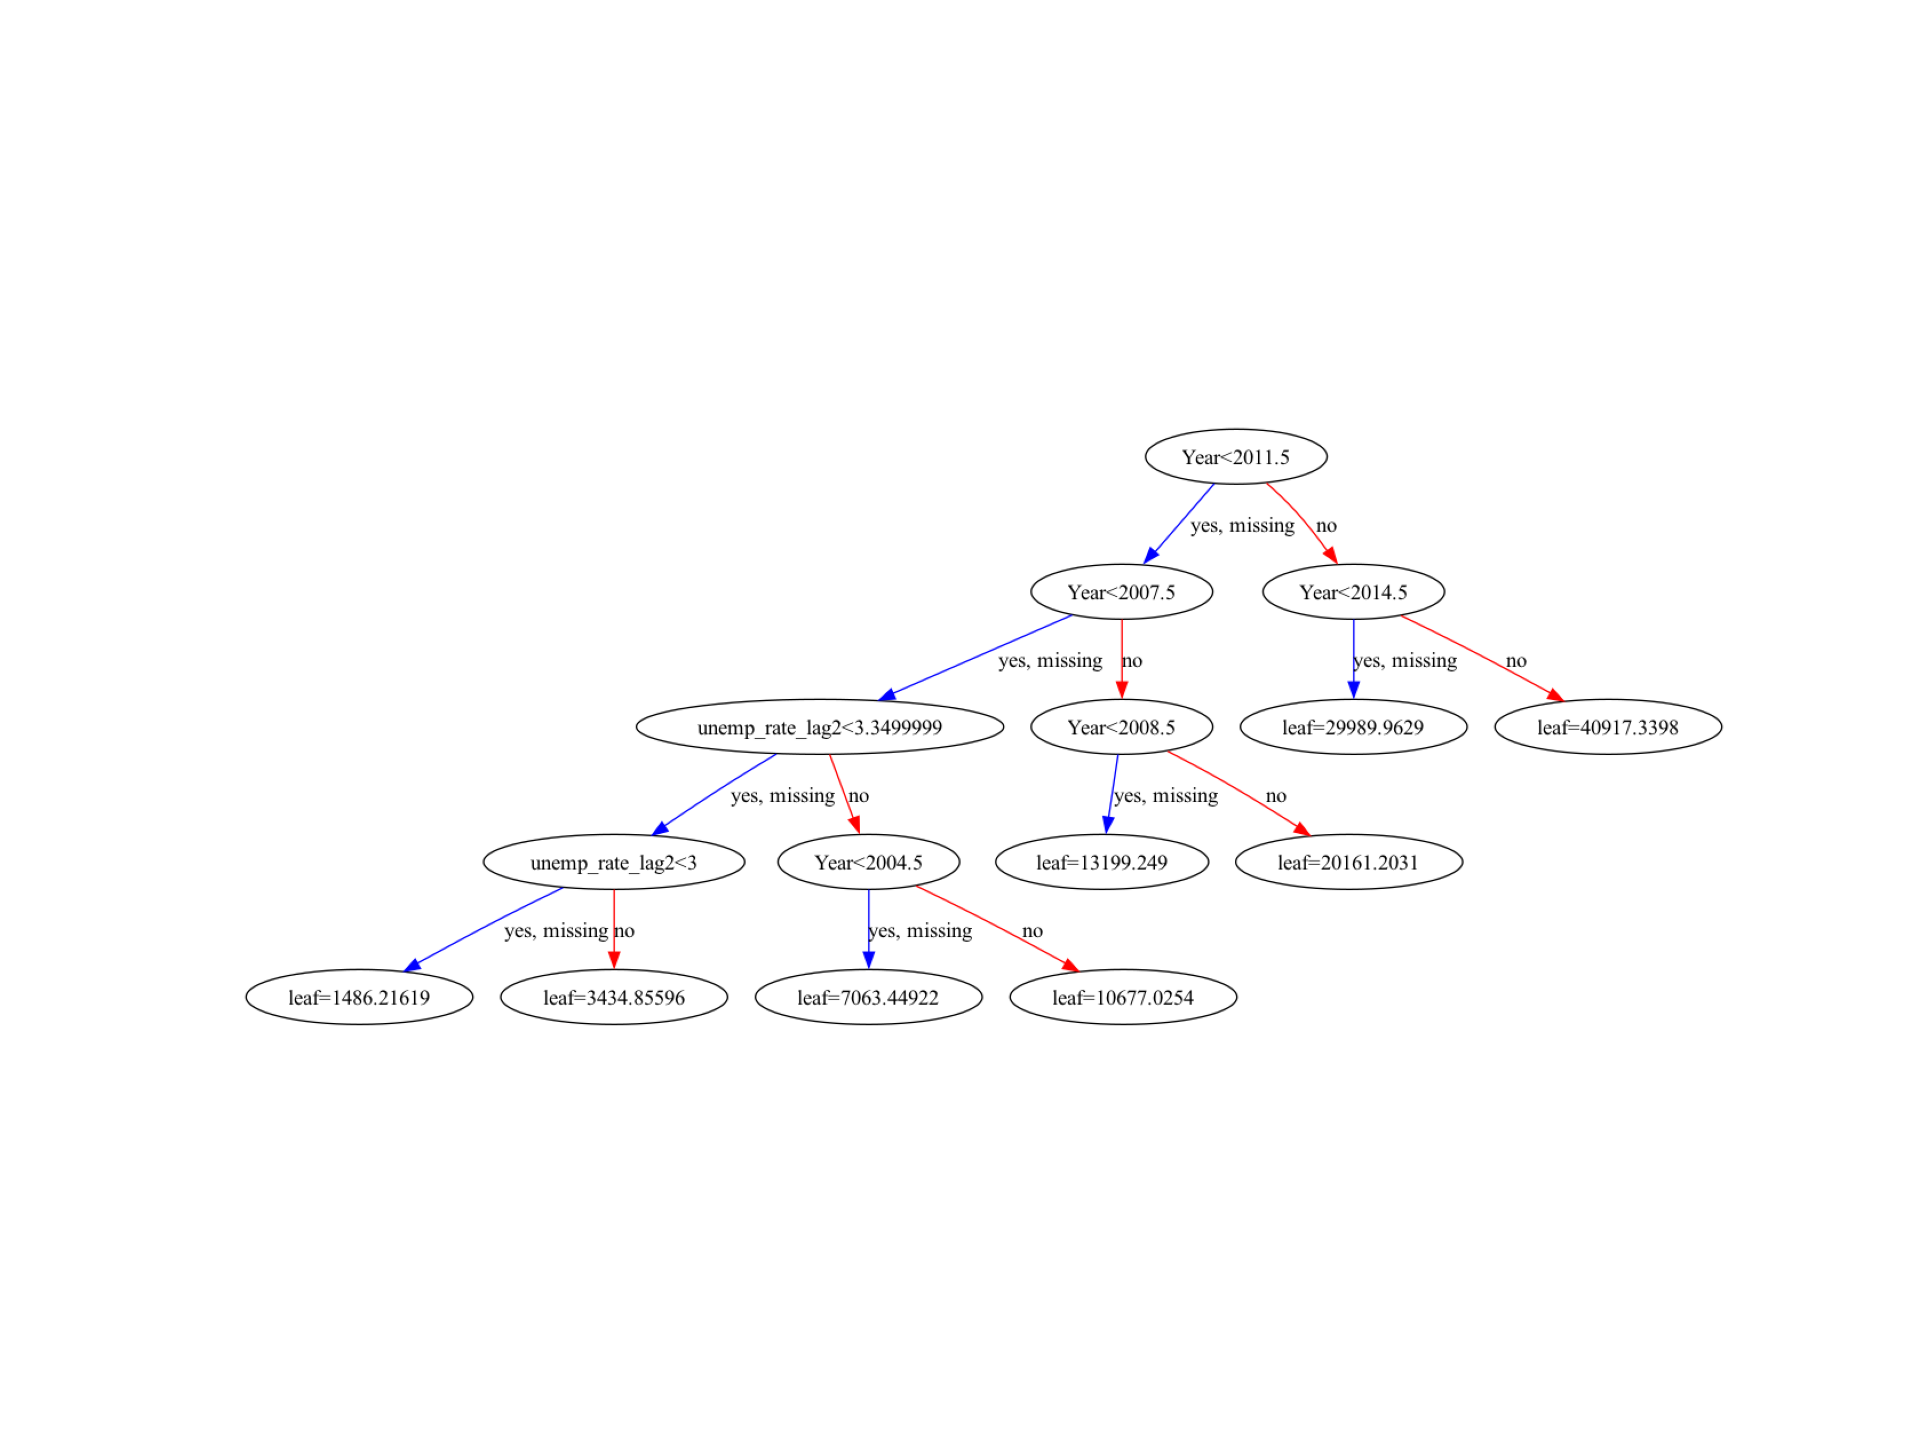 Year<2011.5
yes, missing
no
Year<2007.5
Year<2014.5
yes, missing
no
yes, missing
no
unemp_rate_lag2<3.3499999
Year<2008.5
leaf=29989.9629
leaf=40917.3398
yes, missing
no
yes, missing
no
unemp_rate_lag2<3
Year<2004.5
leaf=13199.249
leaf=20161.2031
yes, missing
no
yes, missing
no
leaf=1486.21619
leaf=3434.85596
leaf=7063.44922
leaf=10677.0254